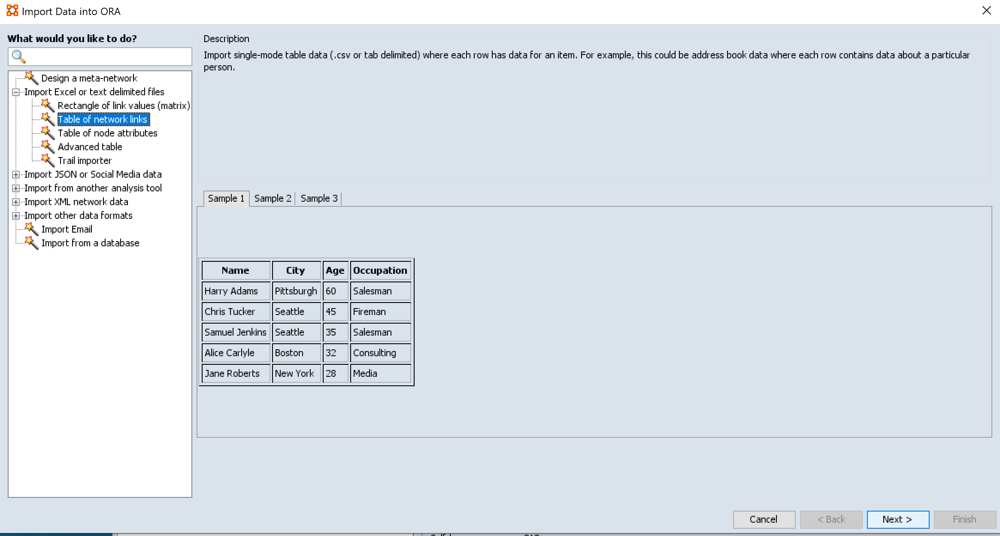 Import Data into ORA
What would you like to do?
Design a meta-network
Import Excel or text delimited files
Rectangle of link values (matrix)
Table of network links
Table of node attributes
Advanced table
Trail importer
Import JSON or Social Media data
Import from another analysis tool
Import XML network data
Import other data formats
Import Email
Import from a database
Description
Import single-mode table data (.csv or tab delimited) where each row has data for an item. For example, this could be address book data where each row contains data about a particular
person.
Sample 1 Sample 2 Sample 3
Name City Age Occupation
Harry Adams Pittsburgh 60 Salesman
Chris Tucker Seattle 45 Fireman
Samuel Jenkins Seattle 35 Salesman
Alice Carlyle Boston 32 Consulting
Jane Roberts New York 28 Media
Cancel < Back Next > Finish